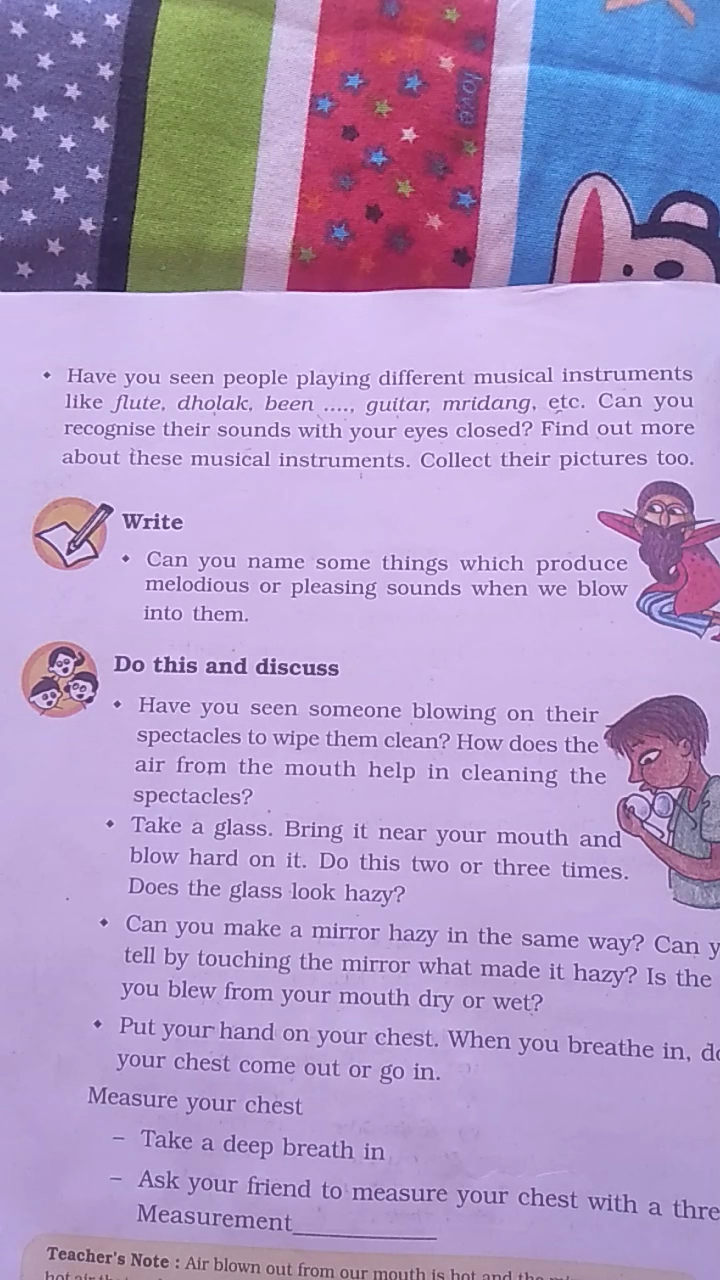 love
• Have you seen people playing different musical instruments
like flute, dholak, been ...., guitar, mridang, etc. Can you
recognise their sounds with your eyes closed? Find out more
about these musical instruments. Collect their pictures too.
Write
• Can you name some things which produce
melodious or pleasing sounds when we blow
into them.
Do this and discuss
• Have you seen someone blowing on their
spectacles to wipe them clean? How does the
air from the mouth help in cleaning the
spectacles?
• Take a glass. Bring it near your mouth and
blow hard on it. Do this two or three times.
Does the glass look hazy?
• Can you make a mirror hazy in the same way? Can y
tell by touching the mirror what made it hazy? Is the
you blew from your mouth dry or wet?
• Put your hand on your chest. When you breathe in, do
your chest come out or go in.
Measure your chest
– Take a deep breath in
– Ask your friend to measure your chest with a thre
Measurement__________
Teacher's Note : Air blown out from our mouth is hot and the
hot air